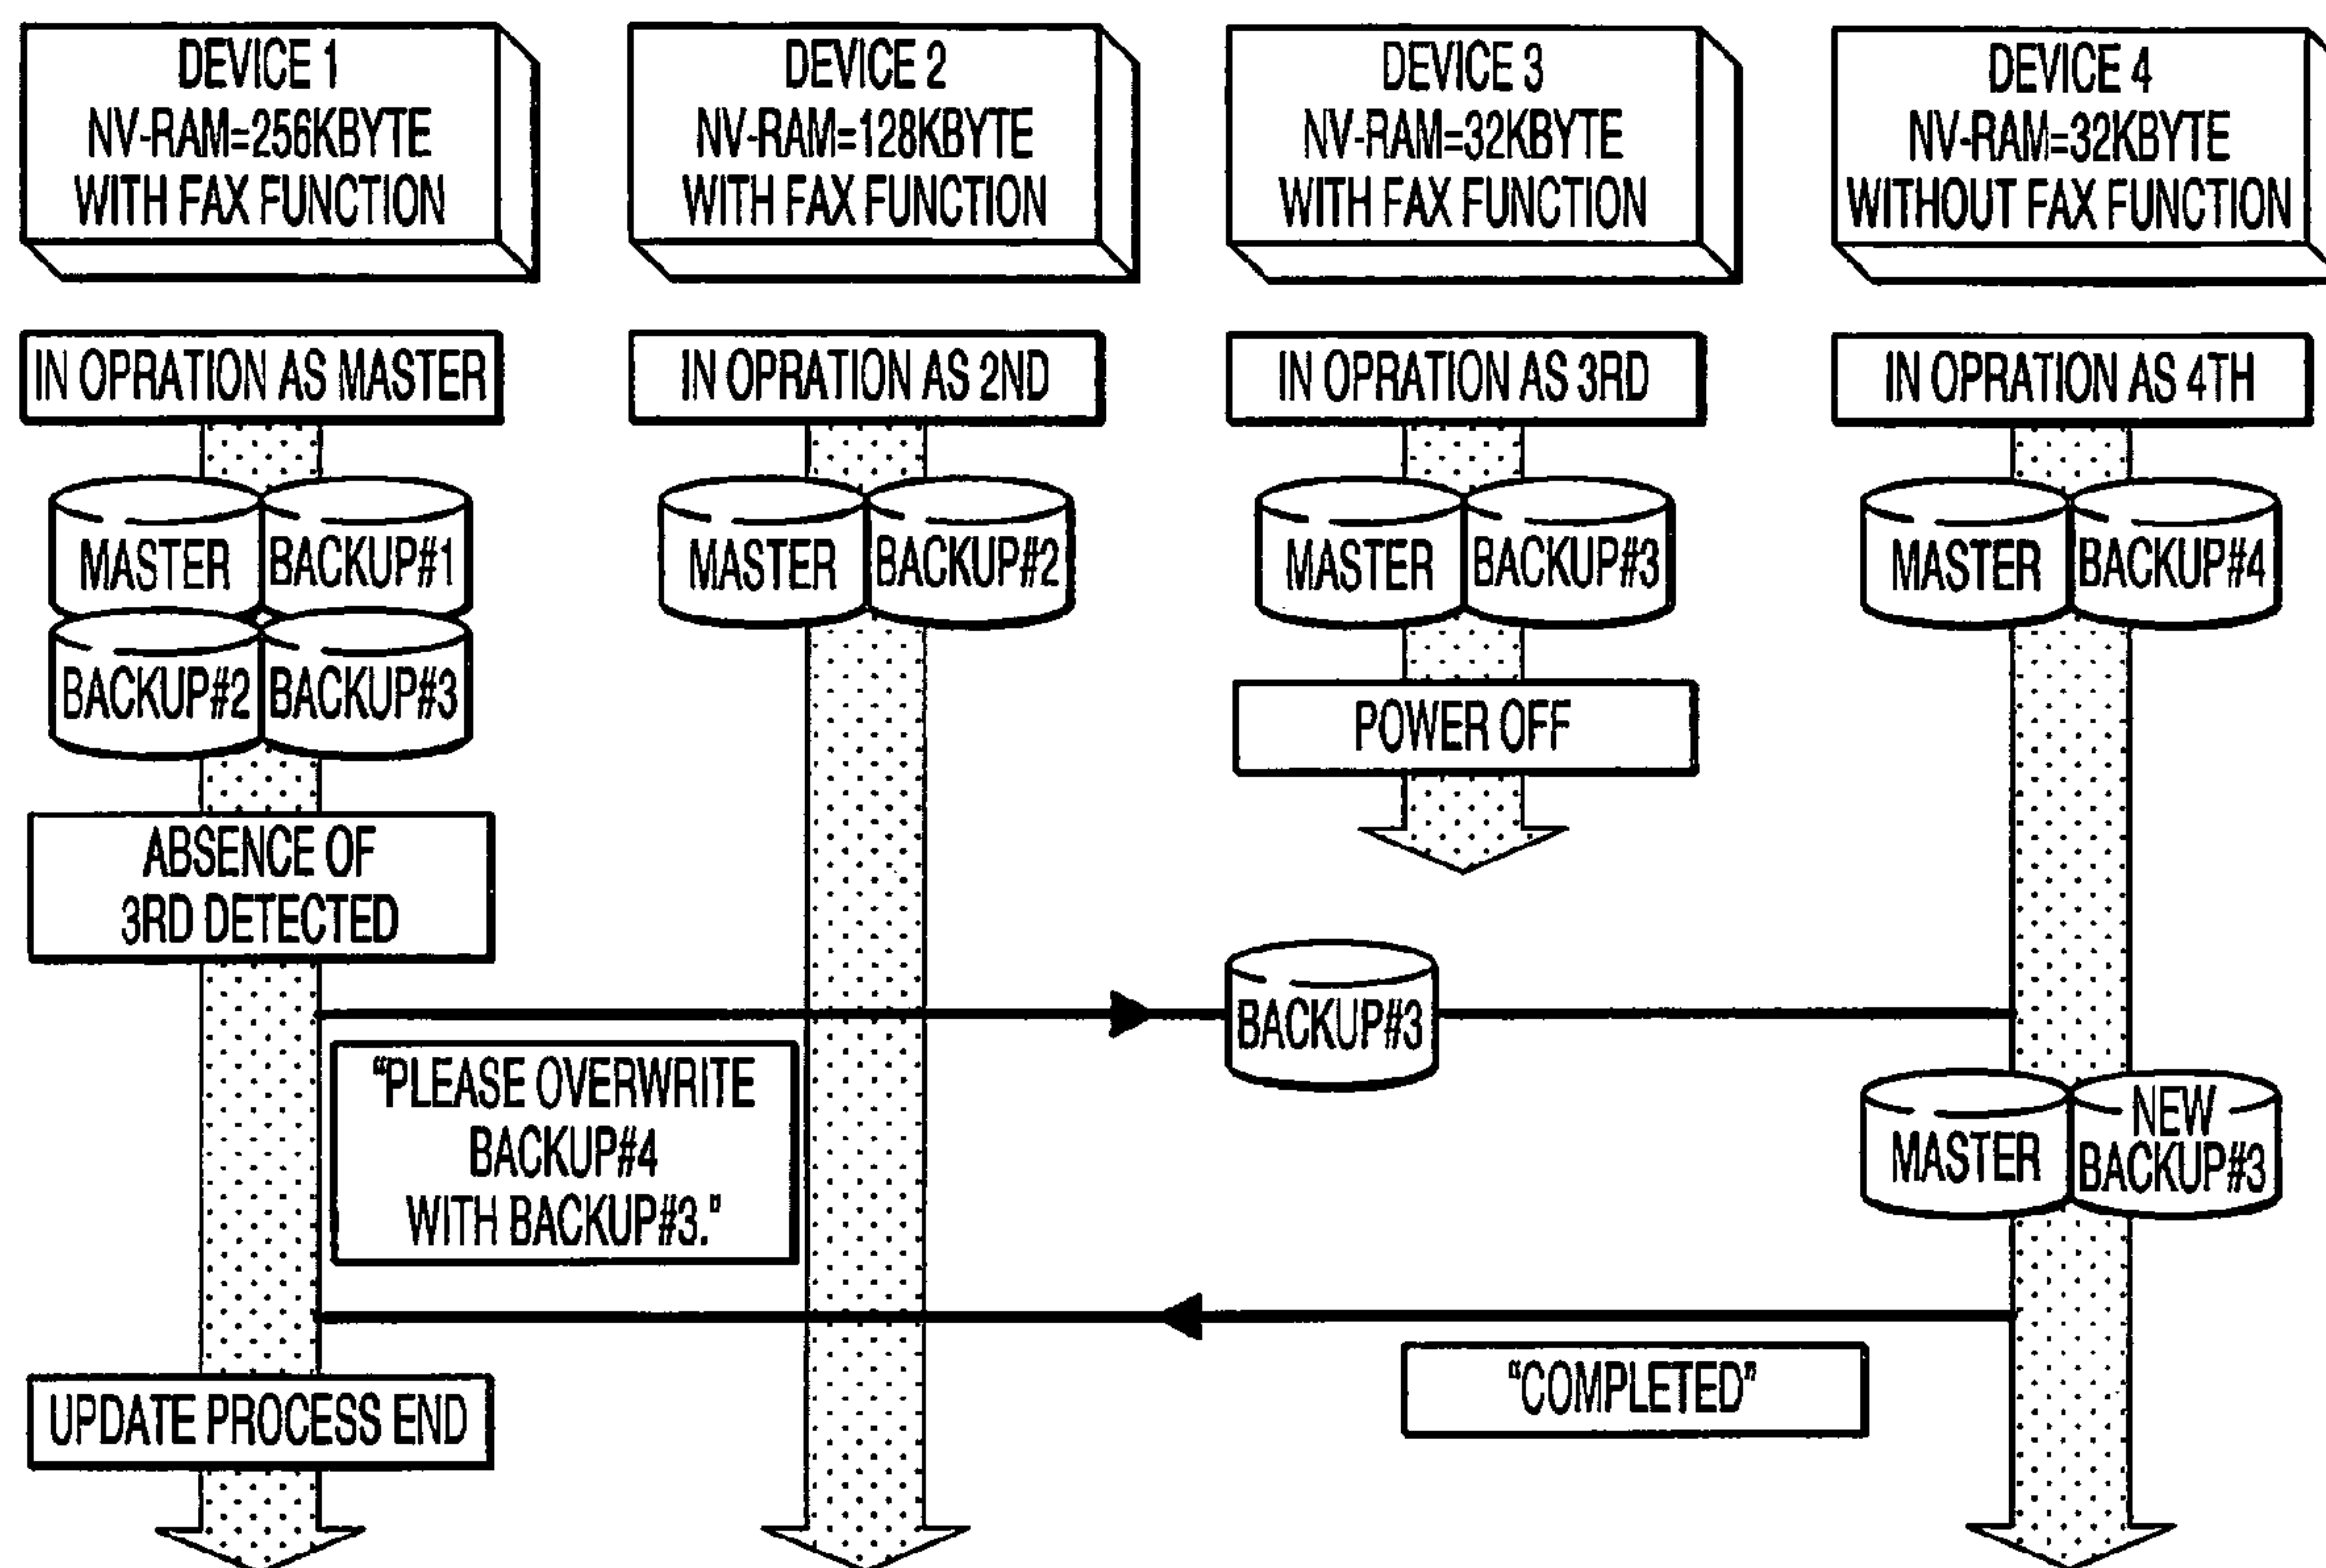 DEVICE 1
NV-RAM=256KBYTE
WITH FAX FUNCTION
DEVICE 2
NV-RAM=128KBYTE
WITH FAX FUNCTION
DEVICE 3
NV-RAM=32KBYTE
WITH FAX FUNCTION
DEVICE 4
NV-RAM=32KBYTE
WITHOUT FAX FUNCTION
IN OPRATION AS MASTER
IN OPRATION AS 2ND
IN OPRATION AS 3RD
IN OPRATION AS 4TH
MASTER
BACKUP#1
BACKUP#2
BACKUP#3
MASTER
BACKUP#2
MASTER
BACKUP#3
MASTER
BACKUP#4
POWER OFF
ABSENCE OF
3RD DETECTED
BACKUP#3
"PLEASE OVERWRITE
BACKUP#4
WITH BACKUP#3."
MASTER
NEW
BACKUP#3
"COMPLETED"
UPDATE PROCESS END